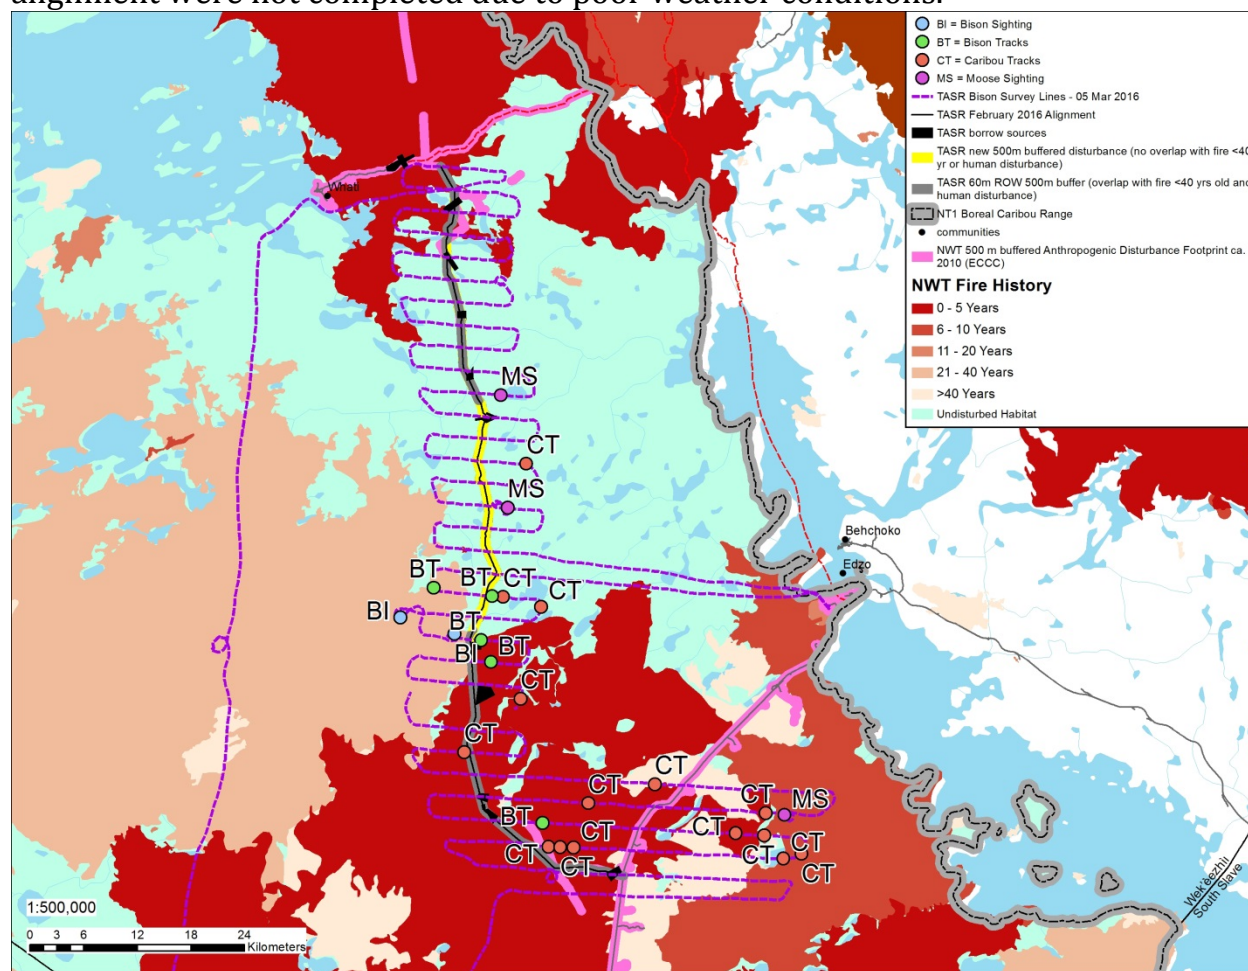 alignment were not completed due to poor weather conditions.
BI = Bison Sighting
BT = Bison Tracks
CT = Caribou Tracks
MS = Moose Sighting
TASR Bison Survey Lines - 05 Mar 2016
TASR February 2016 Alignment
TASR borrow sources
TASR new 500m buffered disturbance (no overlap with fire <40
yr or human disturbance)
TASR 60m ROW 500m buffer (overlap with fire <40 yrs old and
human disturbance)
NT1 Boreal Caribou Range
communities
NWT 500 m buffered Anthropogenic Disturbance Footprint ca.
2010 (ECCC)
NWT Fire History
0 - 5 Years
6 - 10 Years
11 - 20 Years
21 - 40 Years
>40 Years
Undisturbed Habitat
Whati
MS
CT
MS
Behchoko
Edzo
BT
BT
CT
CT
BI
BT
BI
BT
CT
CT
CT
CT
CT
MS
BT
CT
CT
CT
CT
CT
CT
CT
Wek'èezhìi
South Slave
1:500,000
0 3 6 12 18 24
Kilometers